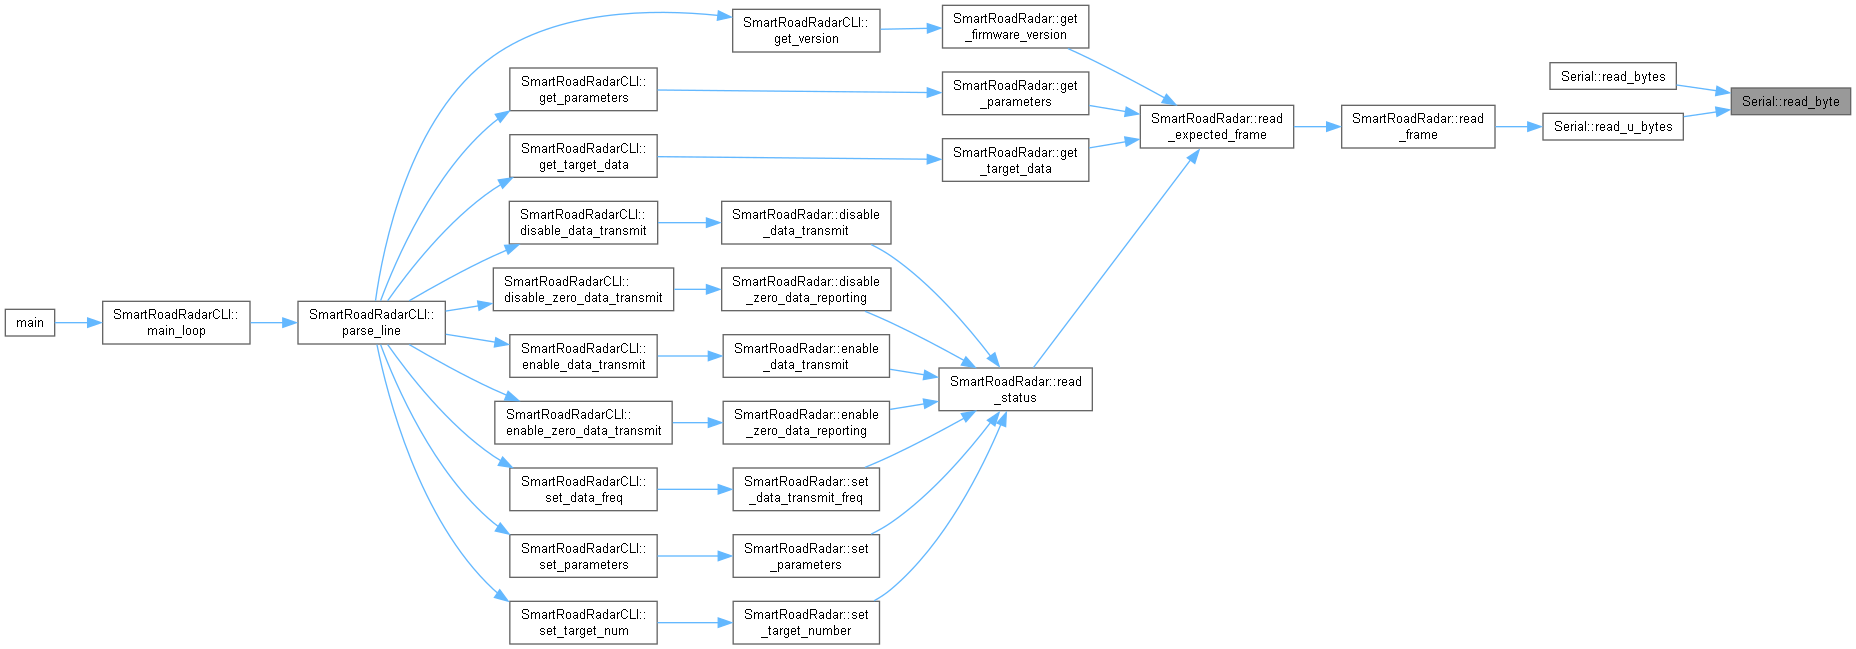 main
SmartRoadRadarCLI::
main_loop
SmartRoadRadarCLI::
parse_line
SmartRoadRadarCLI::
get_version
SmartRoadRadarCLI::
get_parameters
SmartRoadRadarCLI::
get_target_data
SmartRoadRadarCLI::
disable_data_transmit
SmartRoadRadarCLI::
disable_zero_data_transmit
SmartRoadRadarCLI::
enable_data_transmit
SmartRoadRadarCLI::
enable_zero_data_transmit
SmartRoadRadarCLI::
set_data_freq
SmartRoadRadarCLI::
set_parameters
SmartRoadRadarCLI::
set_target_num
SmartRoadRadar::get
_firmware_version
SmartRoadRadar::get
_parameters
SmartRoadRadar::get
_target_data
SmartRoadRadar::disable
_data_transmit
SmartRoadRadar::disable
_zero_data_reporting
SmartRoadRadar::enable
_data_transmit
SmartRoadRadar::enable
_zero_data_reporting
SmartRoadRadar::set
_data_transmit_freq
SmartRoadRadar::set
_parameters
SmartRoadRadar::set
_target_number
SmartRoadRadar::read
_status
SmartRoadRadar::read
_expected_frame
SmartRoadRadar::read
_frame
Serial::read_bytes
Serial::read_u_bytes
Serial::read_byte